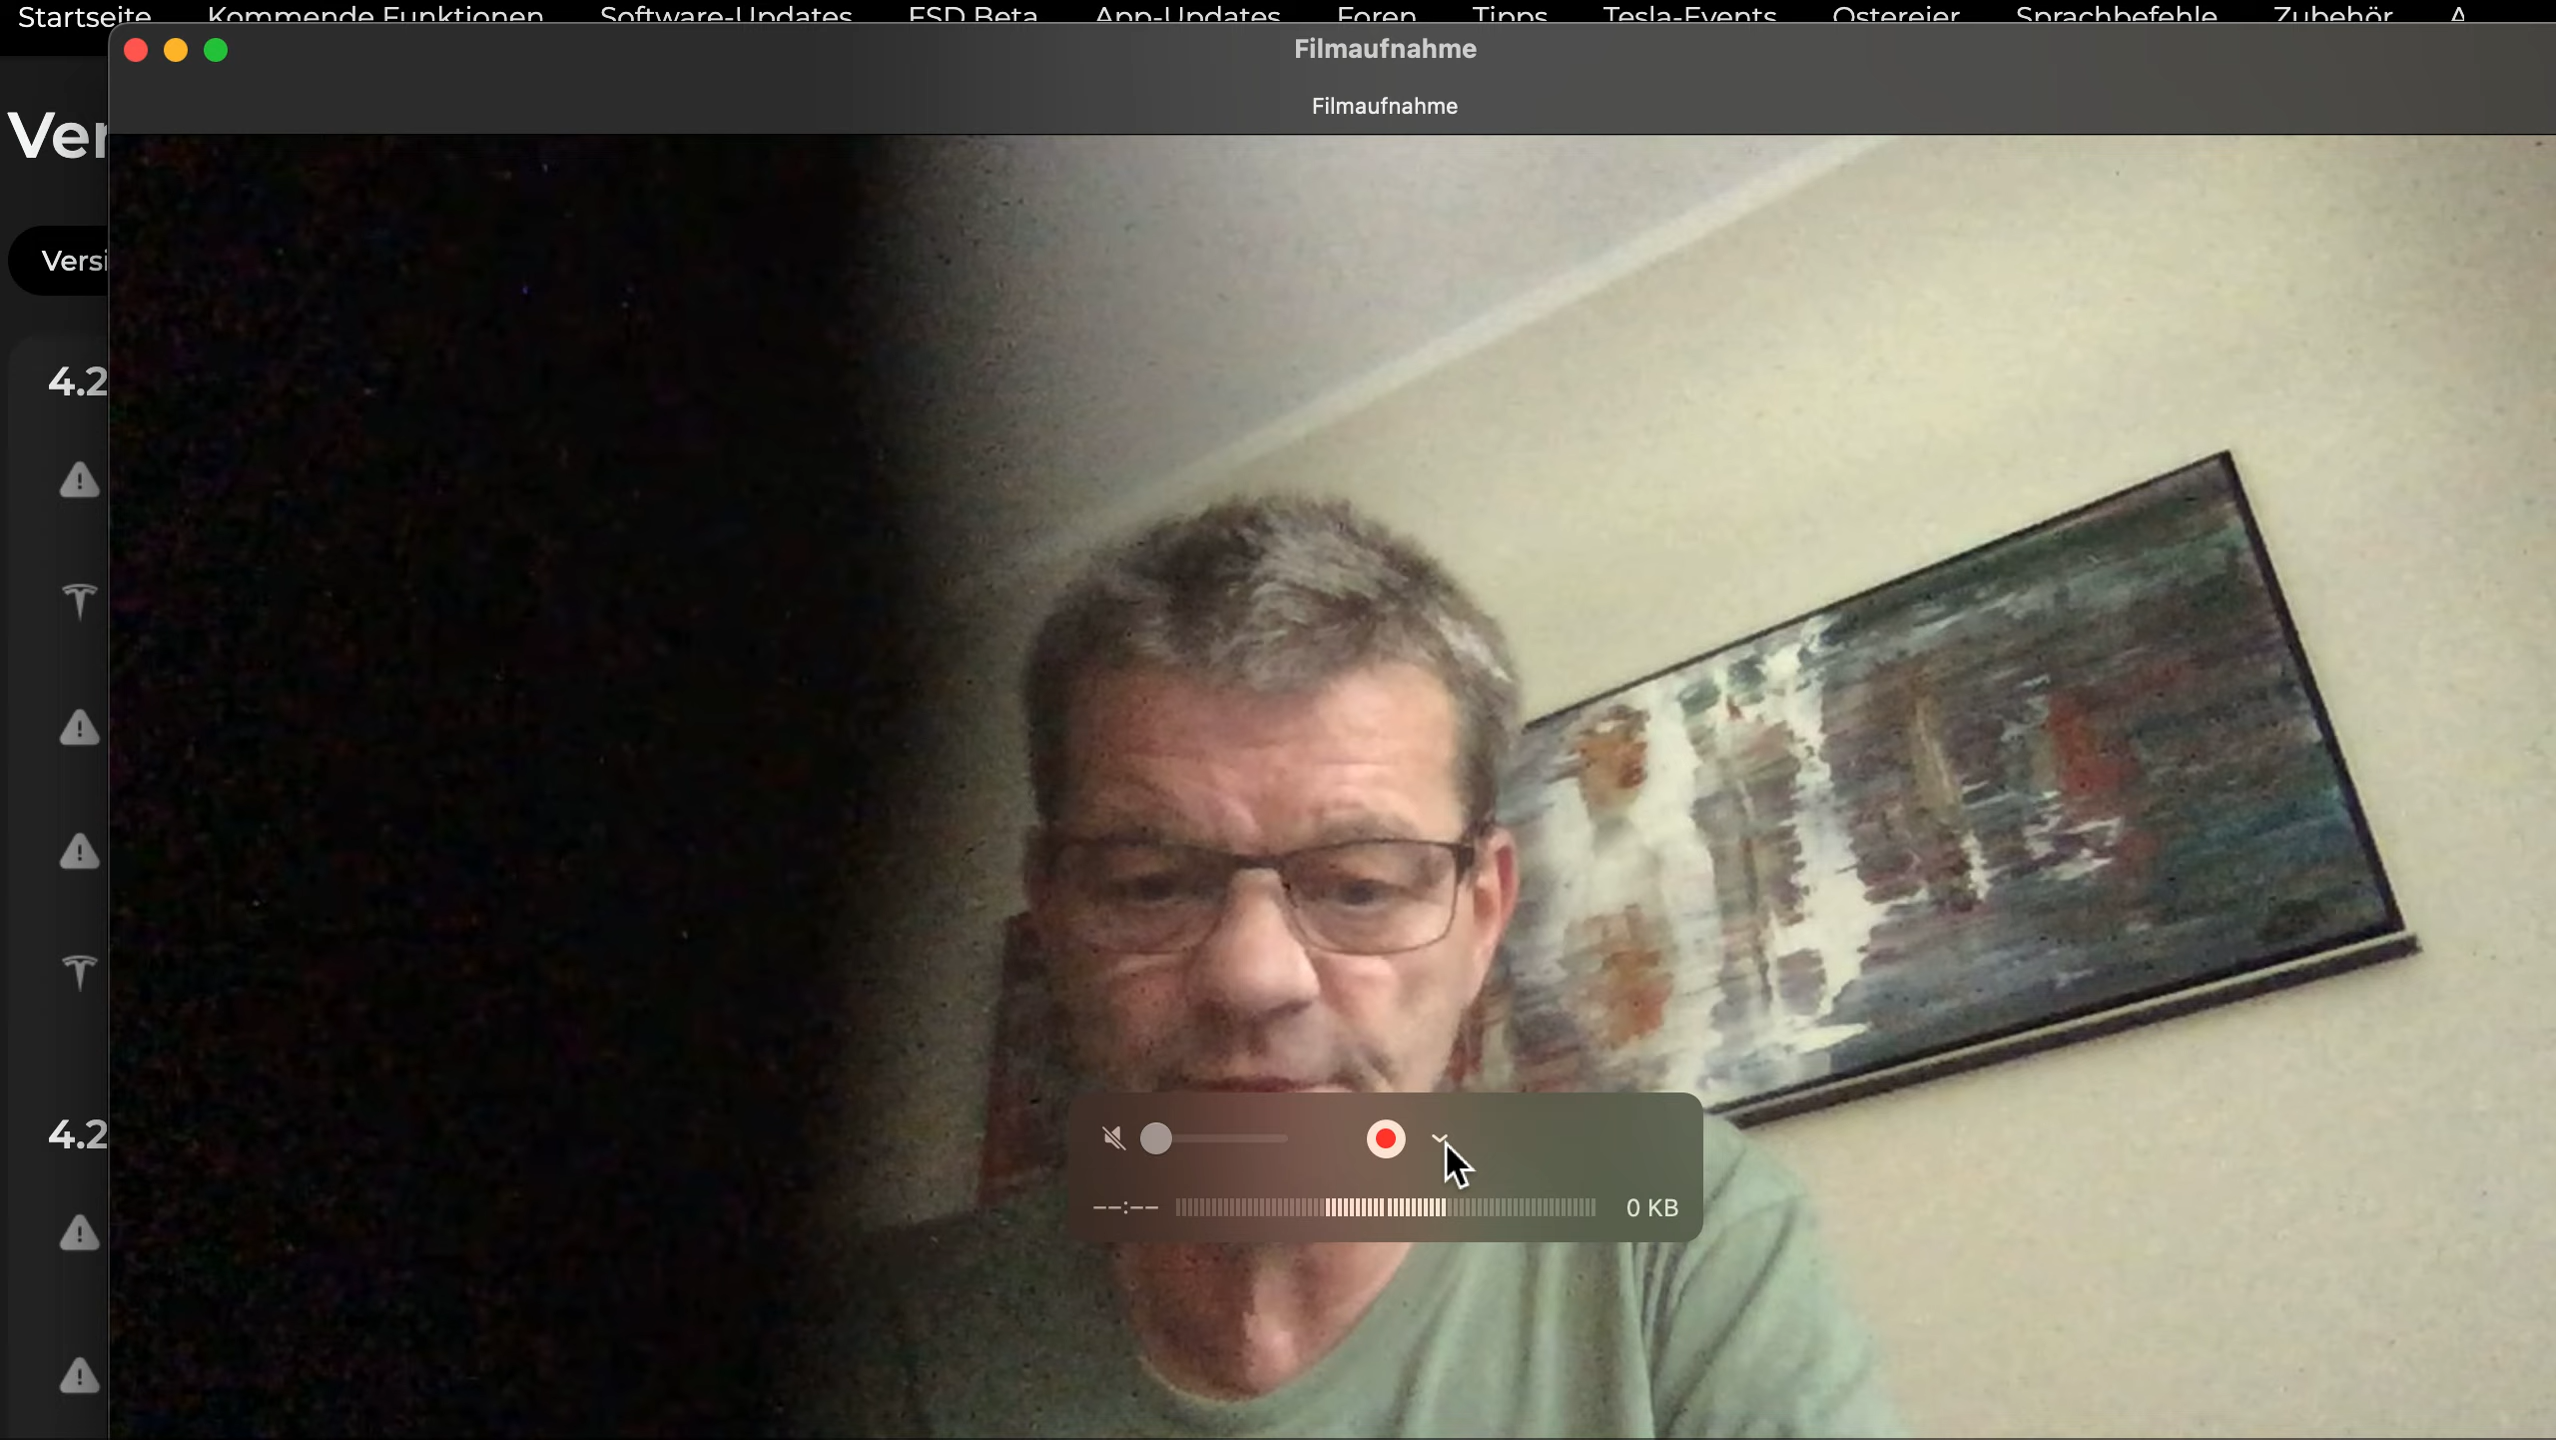 Startseite Kommende Funktionen Software-Updates FSD Beta App-Updates Foren Tipps Tesla-Events Ostereier Sprachbefehle Zubehör A
Filmaufnahme
Filmaufnahme
Ver
Versi
4.2
4.2
--:-- 0 KB